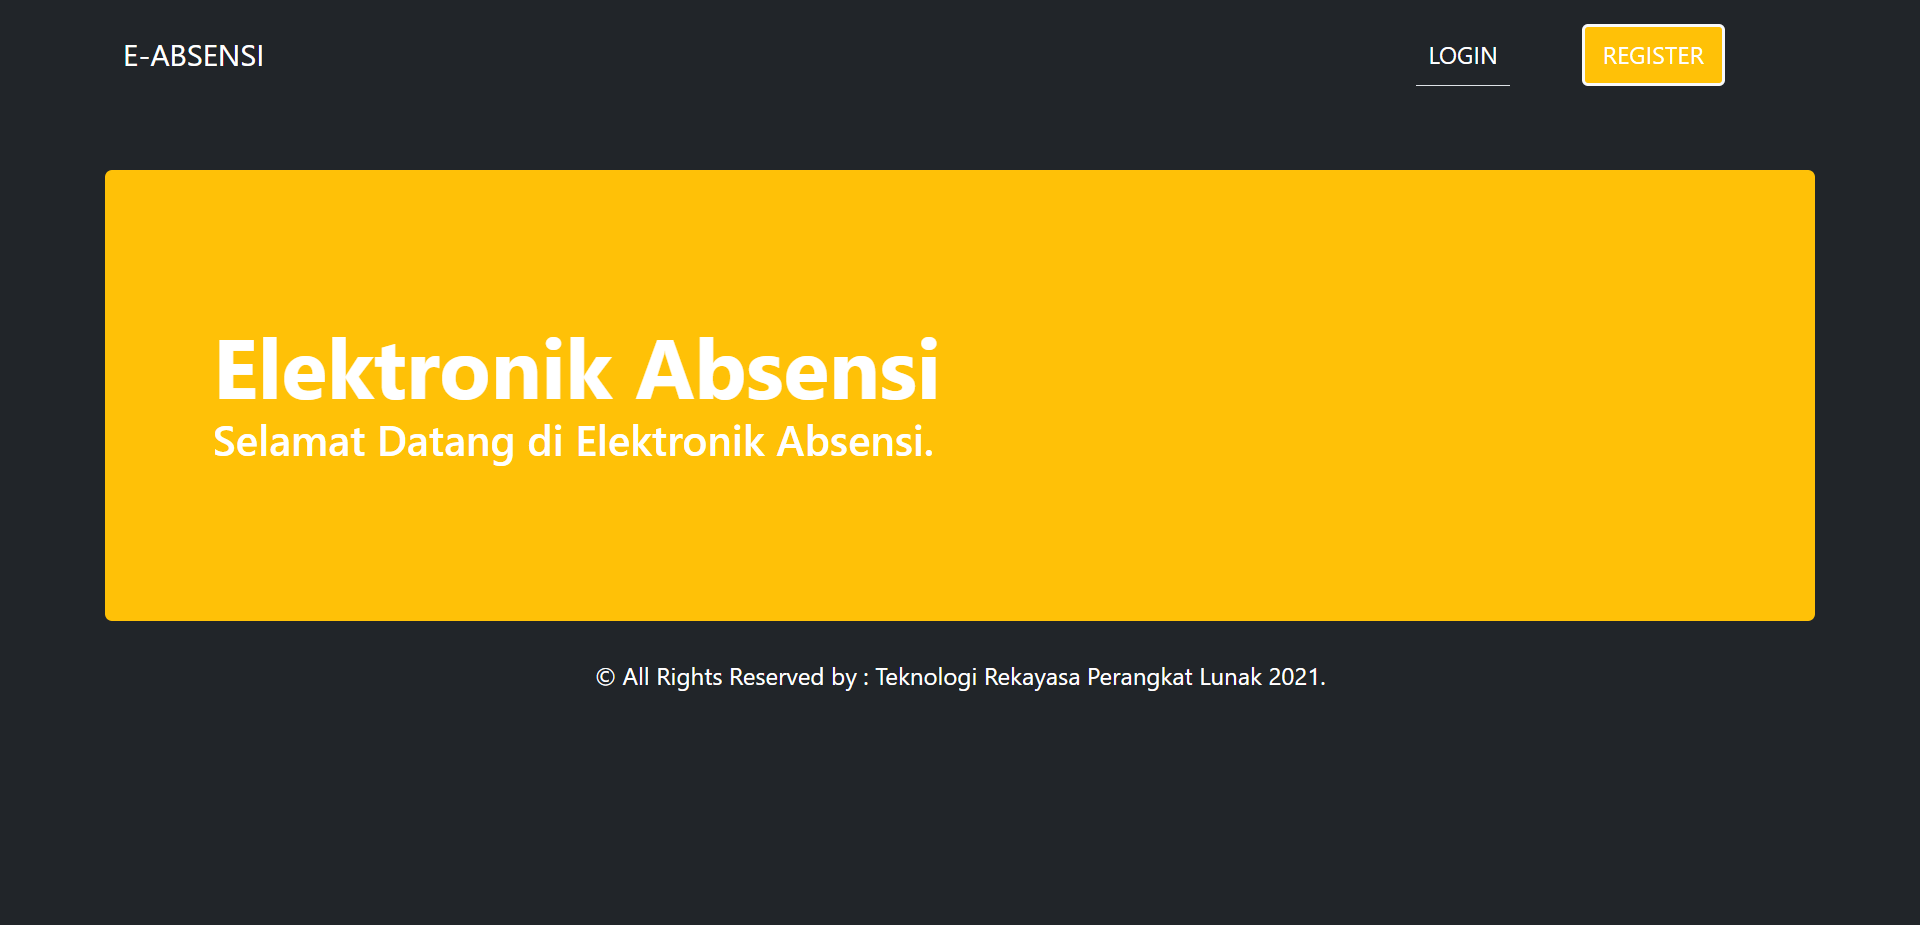 E-ABSENSI
LOGIN
REGISTER
Elektronik Absensi
Selamat Datang di Elektronik Absensi.
© All Rights Reserved by : Teknologi Rekayasa Perangkat Lunak 2021.